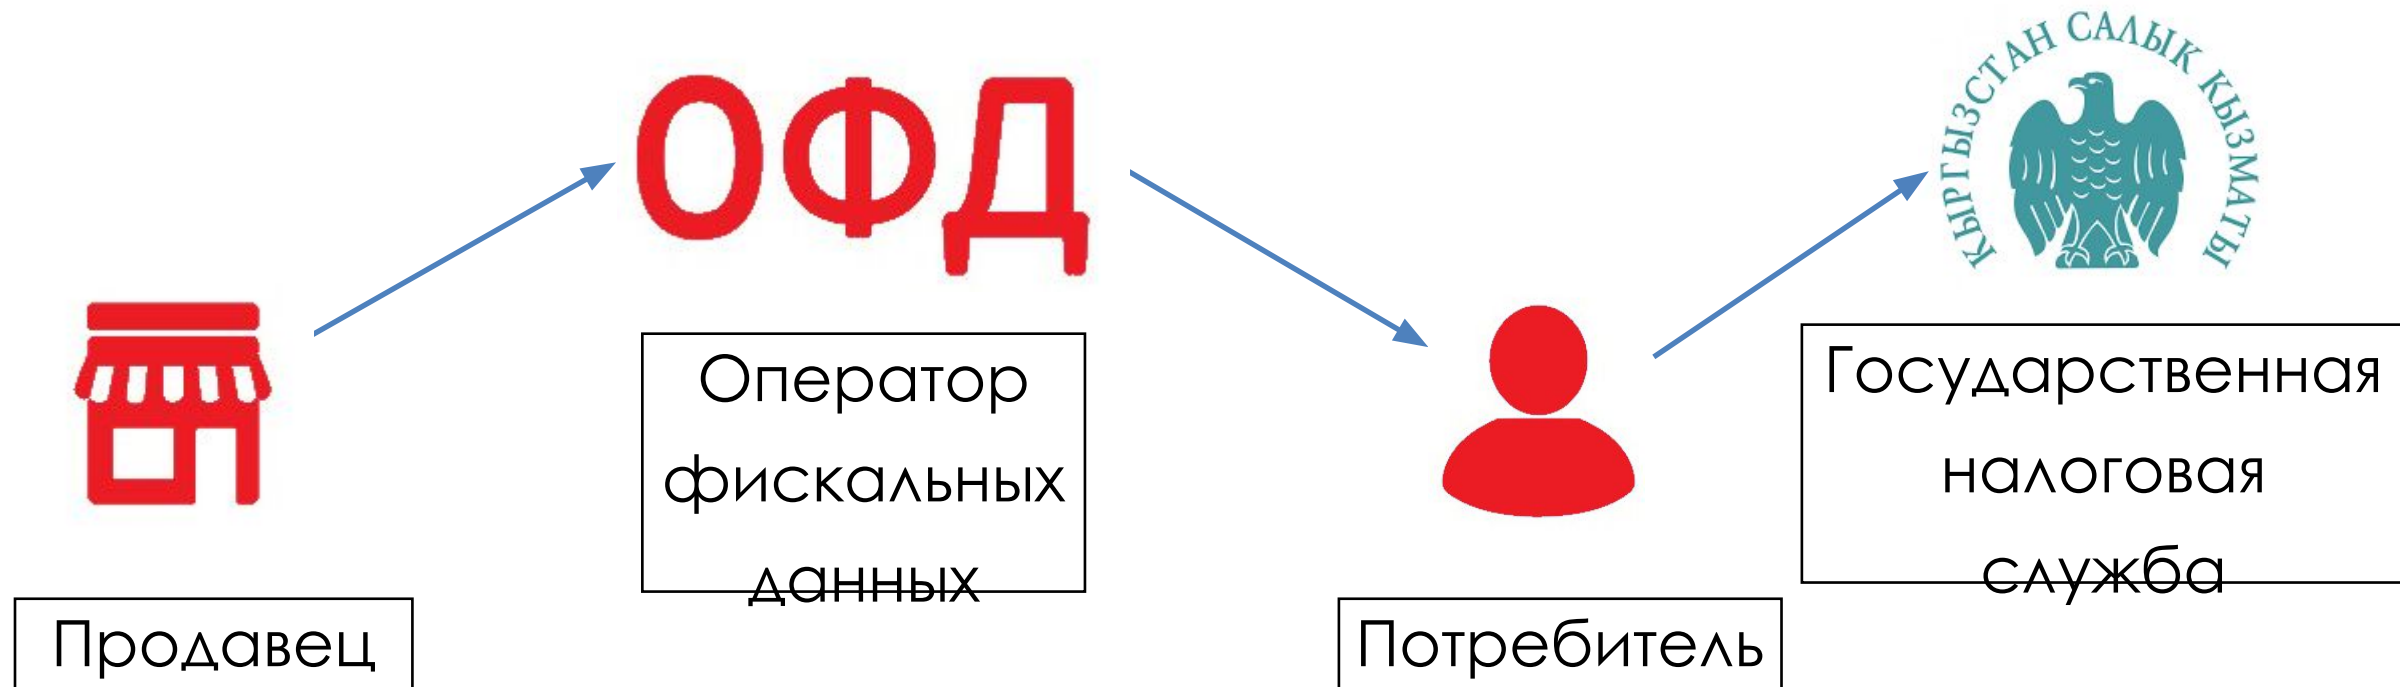 КЫРГЫЗСТАН САЛЫК КЫЗМАТЫ
ОФД
Оператор
фискальных
данных
Государственная
налоговая
служба
Продавец
Потребитель